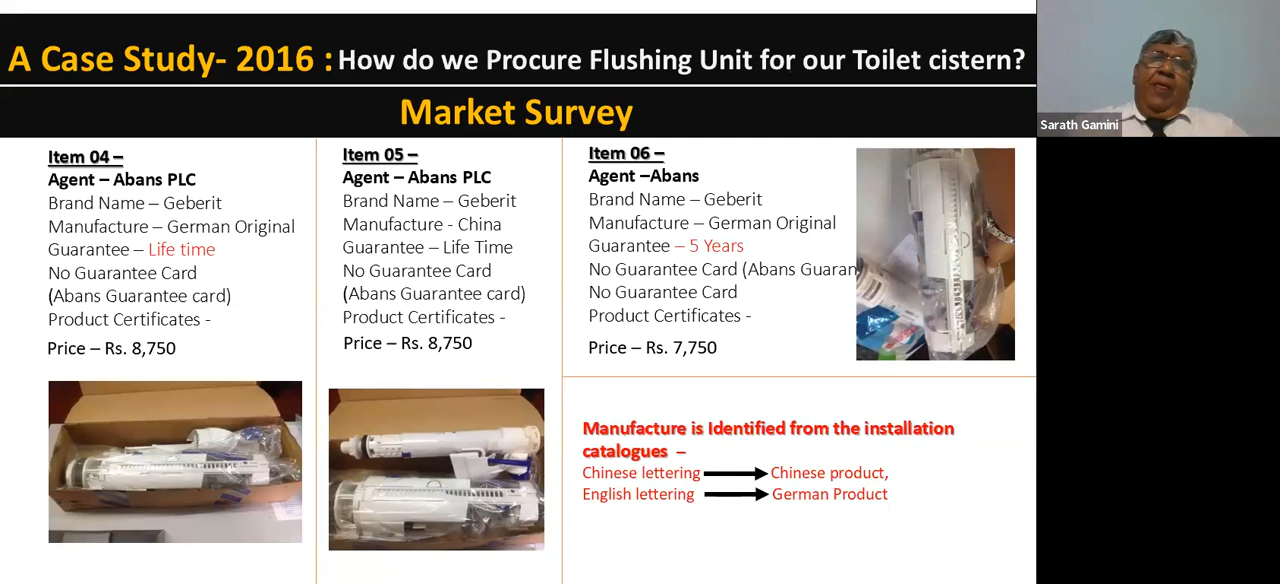 A Case Study- 2016 : How do we Procure Flushing Unit for our Toilet cistern?
Market Survey
Item 04 –
Agent – Abans PLC
Brand Name – Geberit
Manufacture – German Original
Guarantee – Life time
No Guarantee Card
(Abans Guarantee card)
Product Certificates -
Price – Rs. 8,750
Item 05 –
Agent – Abans PLC
Brand Name – Geberit
Manufacture - China
Guarantee – Life Time
No Guarantee Card
(Abans Guarantee card)
Product Certificates -
Price – Rs. 8,750
Item 06 –
Agent –Abans
Brand Name – Geberit
Manufacture – German Original
Guarantee – 5 Years
No Guarantee Card (Abans Guaran
No Guarantee Card
Product Certificates -
Price – Rs. 7,750
Manufacture is Identified from the installation
catalogues –
Chinese lettering Chinese product,
English lettering German Product
Sarath Gamini